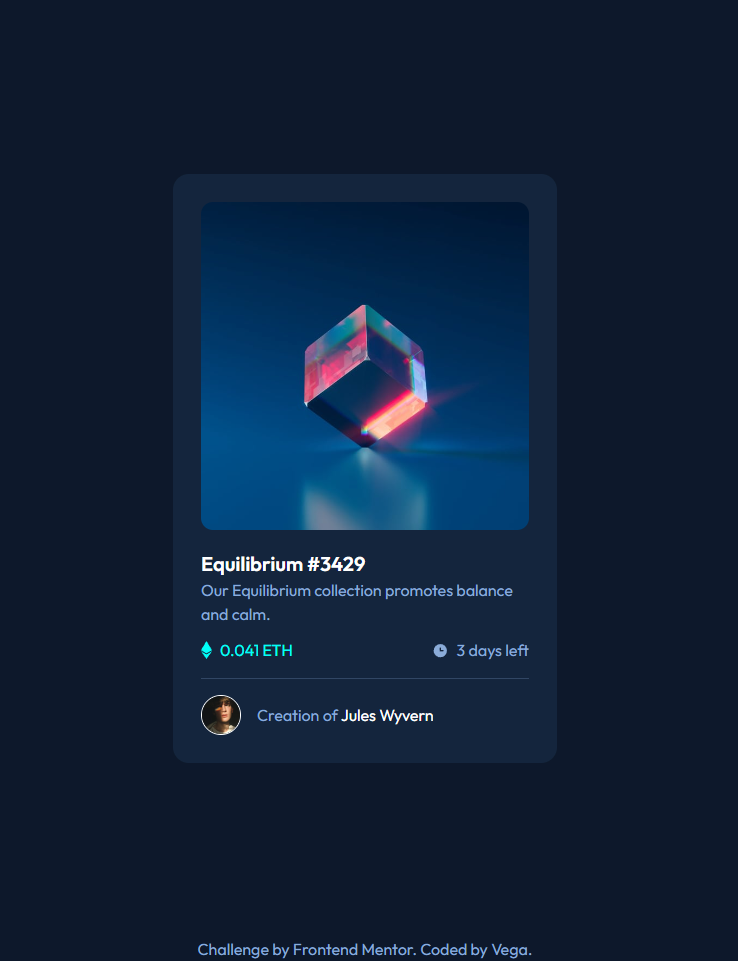 Equilibrium #3429
Our Equilibrium collection promotes balance
and calm.
0.041 ETH
3 days left
Creation of Jules Wyvern
Challenge by Frontend Mentor. Coded by Vega.